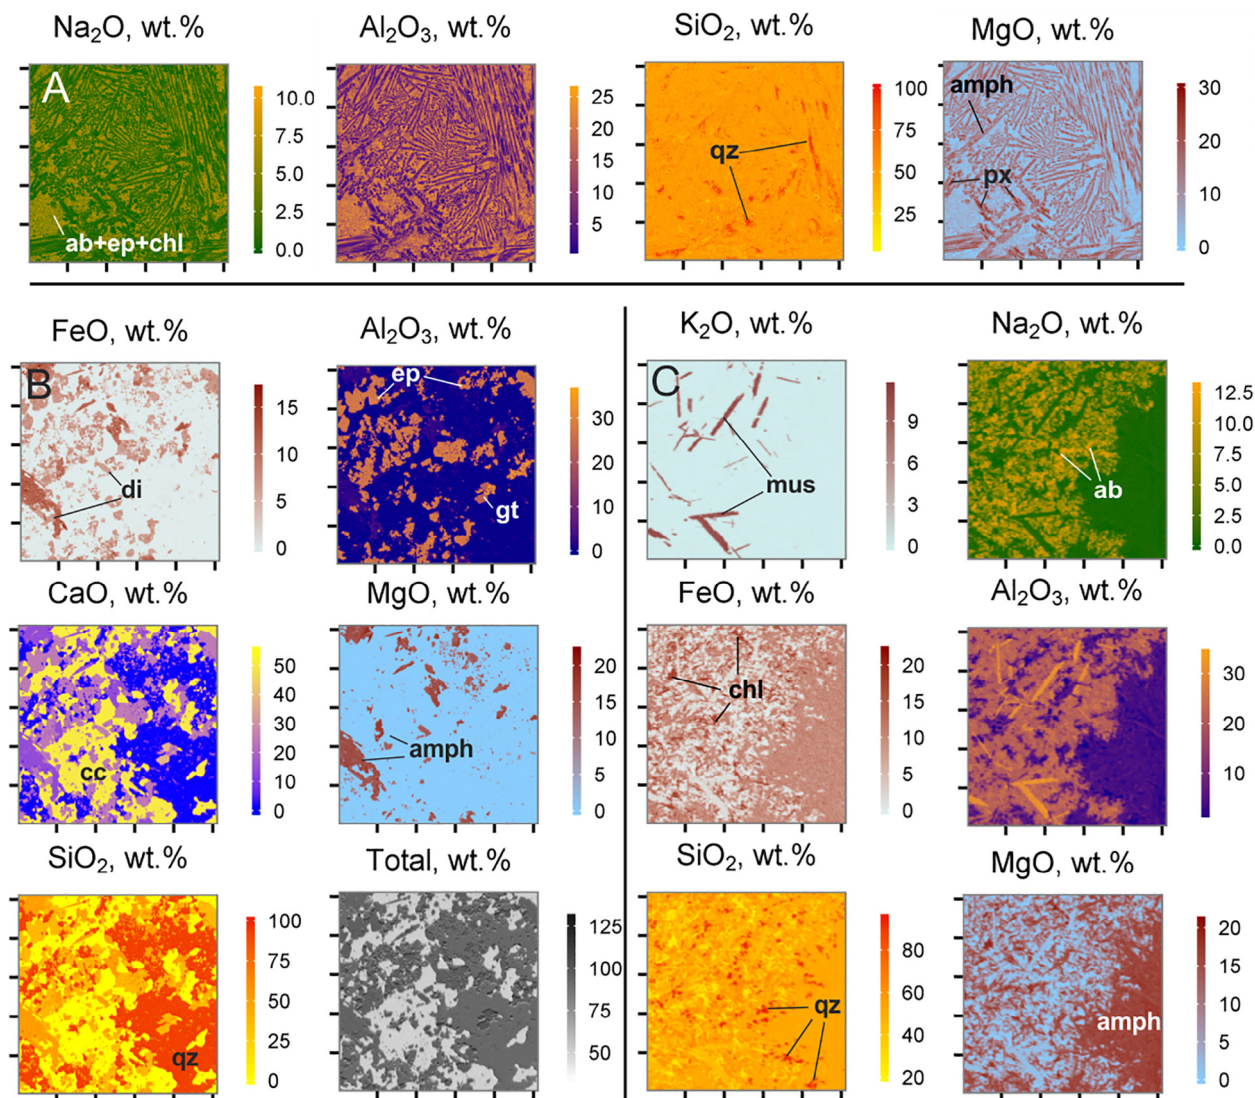 Na₂O, wt.% Al₂O₃, wt.% SiO₂, wt.% MgO, wt.%
A
ab+ep+chl
10.0
7.5
5.0
2.5
0.0
25
20
15
10
5
qz
100
75
50
25
amph
px
30
20
10
0
FeO, wt.% Al₂O₃, wt.%
B
di
15
10
5
0
ep
gt
30
20
10
0
CaO, wt.% MgO, wt.%
cc
50
40
30
20
10
0
amph
20
15
10
5
0
SiO₂, wt.% Total, wt.%
qz
100
75
50
25
0
125
100
75
50
K₂O, wt.% Na₂O, wt.%
C
mus
9
6
3
0
ab
12.5
10.0
7.5
5.0
2.5
0.0
FeO, wt.% Al₂O₃, wt.%
chl
20
15
10
5
0
30
20
10
SiO₂, wt.% MgO, wt.%
qz
80
60
40
20
amph
20
15
10
5
0